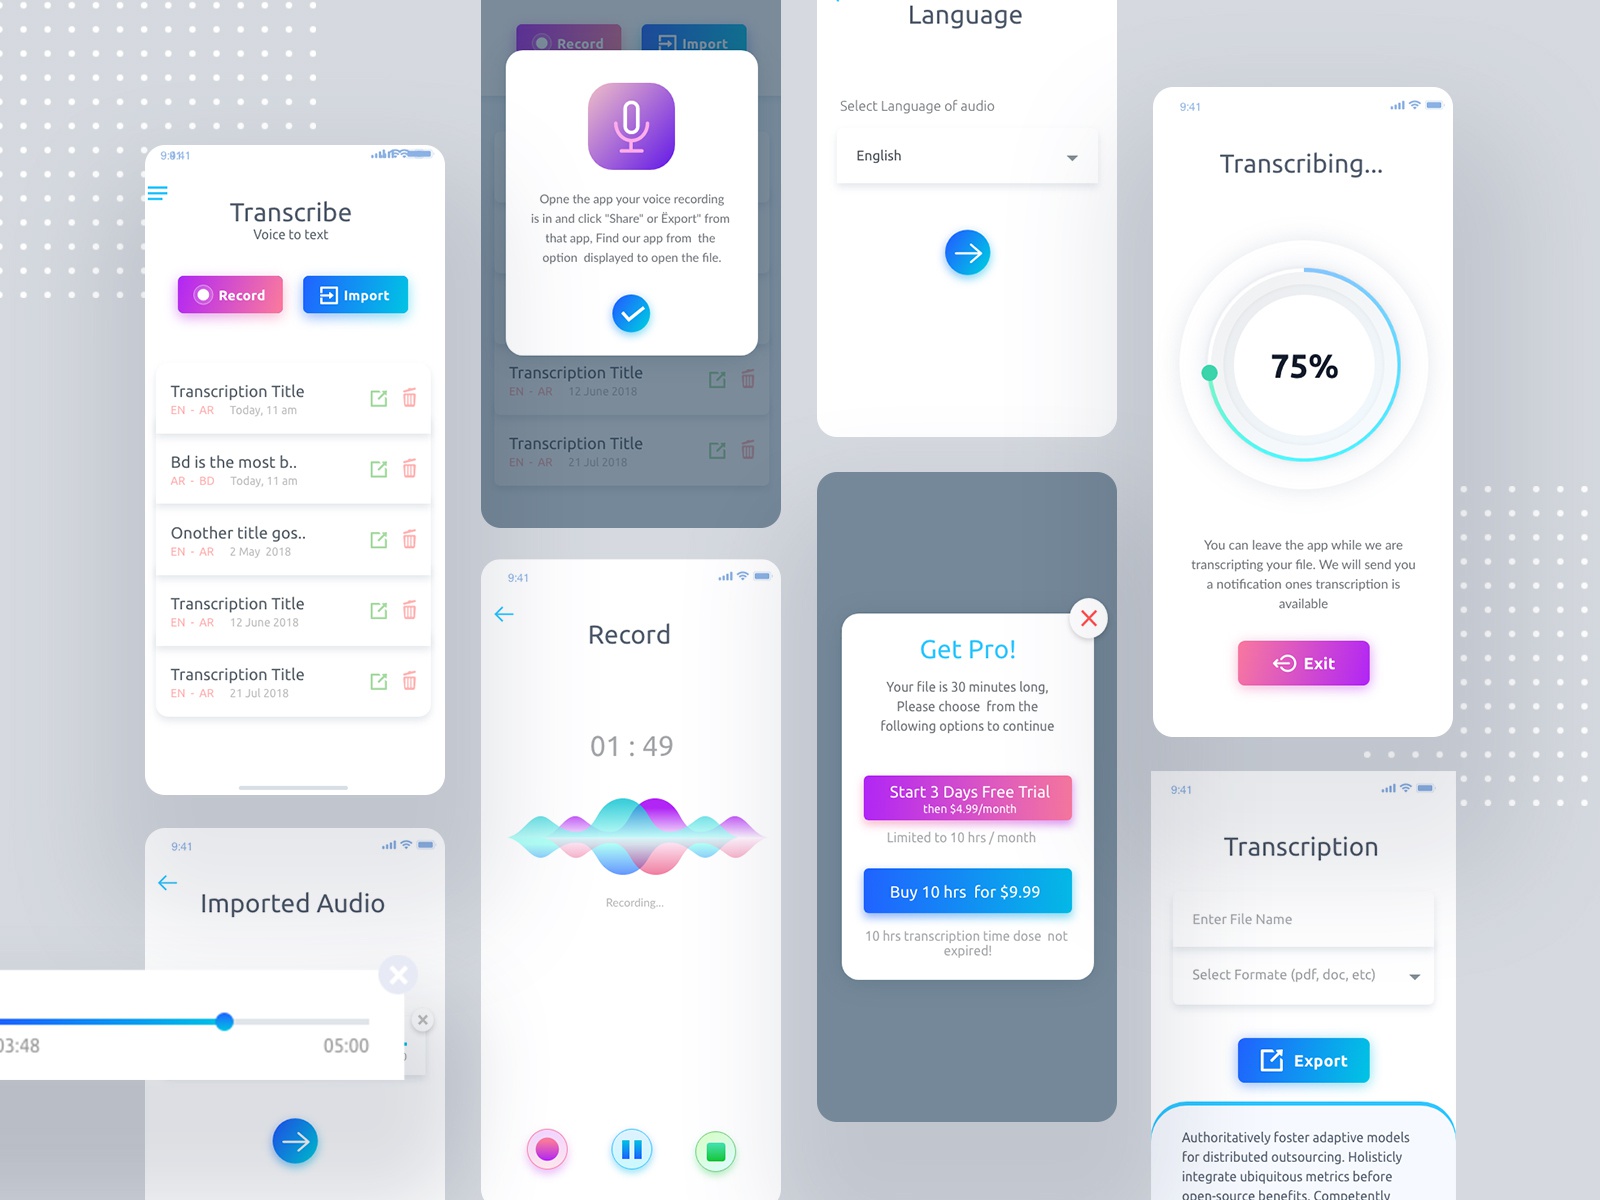 9:41
Transcribe
Voice to text
Record
Import
Transcription Title
EN - AR Today, 11 am
Bd is the most b..
AR - BD Today, 11 am
Onother title gos..
EN - AR 2 May 2018
Transcription Title
EN - AR 12 June 2018
Transcription Title
EN - AR 21 Jul 2018
9:41
Imported Audio
03:48
05:00
Record
Import
Opne the app your voice recording
is in and click "Share" or Ëxport" from
that app, Find our app from the
option displayed to open the file.
Transcription Title
EN - AR 12 June 2018
Transcription Title
EN - AR 21 Jul 2018
9:41
Record
01 : 49
Recording...
Language
Select Language of audio
English
Get Pro!
Your file is 30 minutes long,
Please choose from the
following options to continue
Start 3 Days Free Trial
then $4.99/month
Limited to 10 hrs / month
Buy 10 hrs for $9.99
10 hrs transcription time dose not
expired!
9:41
Transcribing...
75%
You can leave the app while we are
transcripting your file. We will send you
a notification ones transcription is
available
Exit
9:41
Transcription
Enter File Name
Select Formate (pdf, doc, etc)
Export
Authoritatively foster adaptive models
for distributed outsourcing. Holisticly
integrate ubiquitous metrics before
open-source benefits. Competently